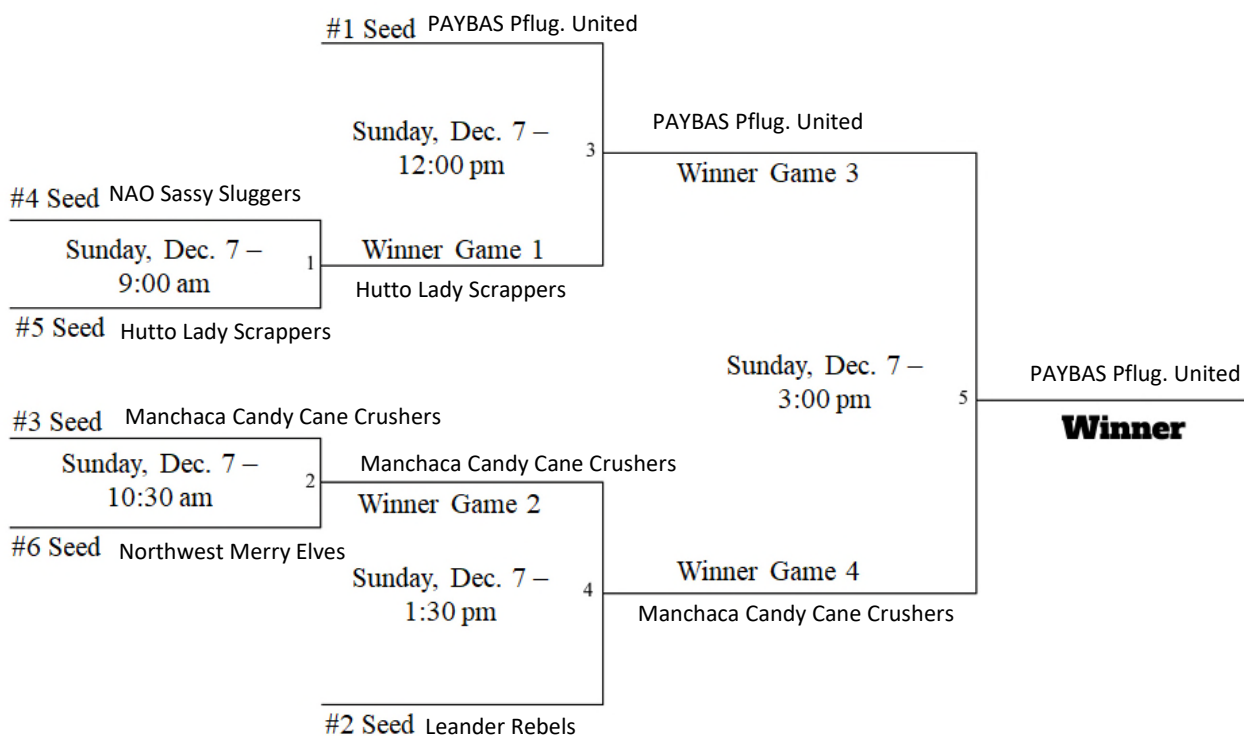 #1 Seed PAYBAS Pflug. United
Sunday, Dec. 7 –
12:00 pm
3
PAYBAS Pflug. United
Winner Game 3
#4 Seed NAO Sassy Sluggers
Sunday, Dec. 7 –
9:00 am
1
Winner Game 1
Hutto Lady Scrappers
#5 Seed Hutto Lady Scrappers
Sunday, Dec. 7 –
3:00 pm
5
PAYBAS Pflug. United
Winner
#3 Seed Manchaca Candy Cane Crushers
Sunday, Dec. 7 –
10:30 am
2
Manchaca Candy Cane Crushers
Winner Game 2
#6 Seed Northwest Merry Elves
Sunday, Dec. 7 –
1:30 pm
4
Winner Game 4
Manchaca Candy Cane Crushers
#2 Seed Leander Rebels